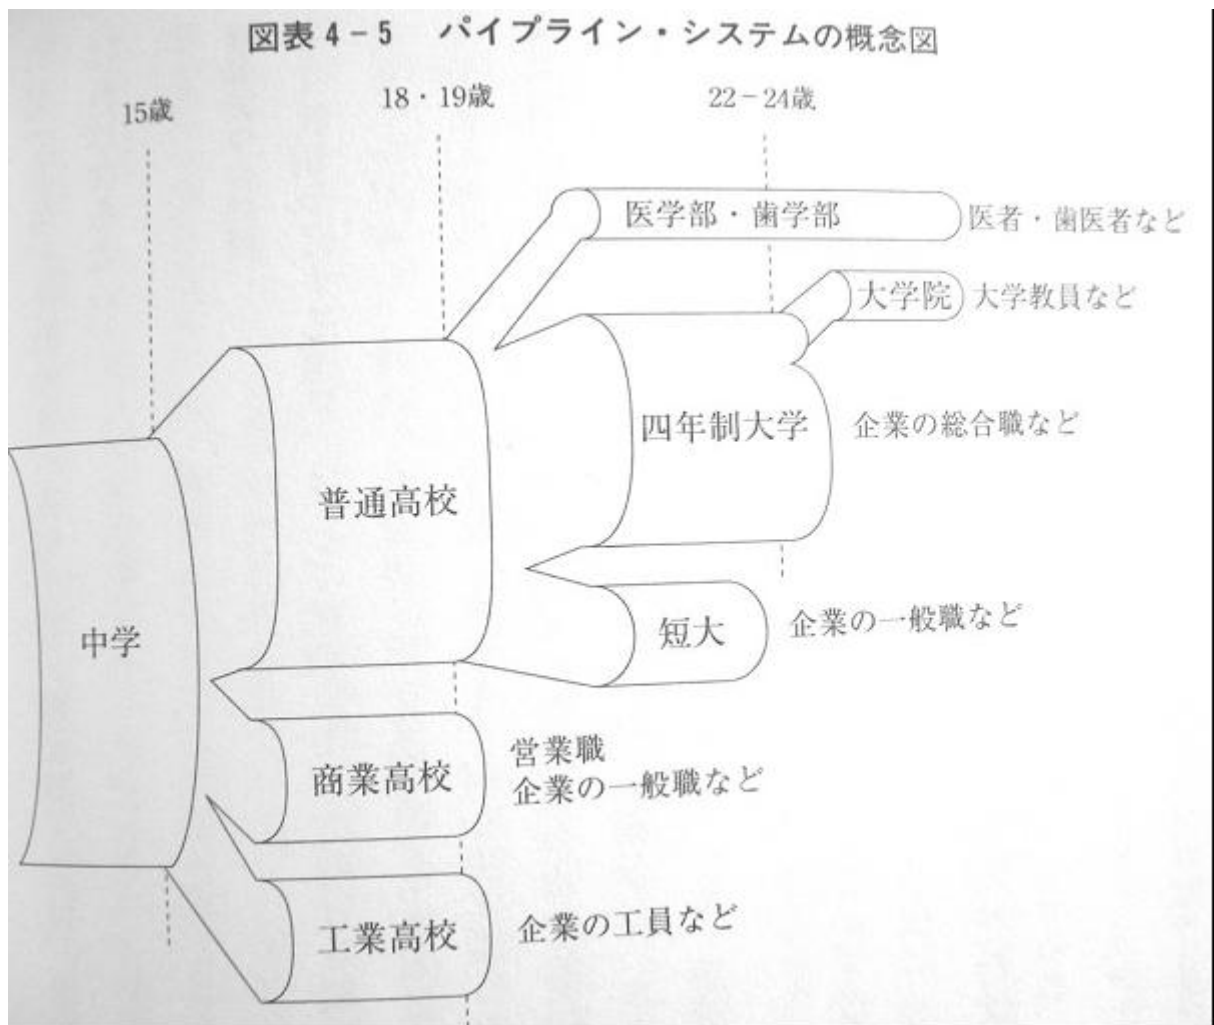 図表4-5 パイプライン・システムの概念図
15歳
18・19歳
22-24歳
医学部・歯学部
医者・歯医者など
大学院
大学教員など
四年制大学
企業の総合職など
普通高校
中学
短大
企業の一般職など
商業高校
営業職
企業の一般職など
工業高校
企業の工員など